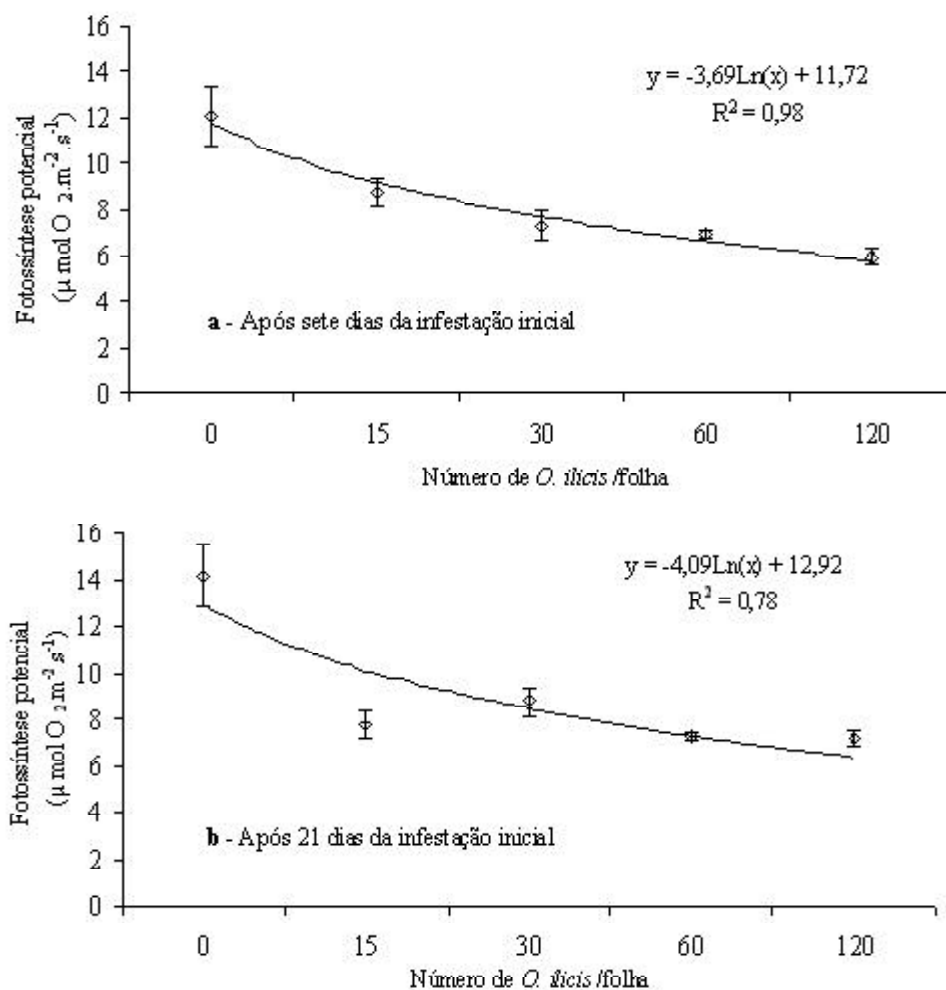 16
14
12
10
8
6
4
2
0
Fotossíntese potencial
(µ mol O 2.m-2.s-1)
y = -3,69Ln(x) + 11,72
R2 = 0,98
a - Após sete dias da infestação inicial
0 15 30 60 120
Número de O. ilicis /folha
16
14
12
10
8
6
4
2
0
Fotossíntese potencial
(µ mol O 2.m-2.s-1)
y = -4,09Ln(x) + 12,92
R2 = 0,78
b - Após 21 dias da infestação inicial
0 15 30 60 120
Número de O. ilicis /folha